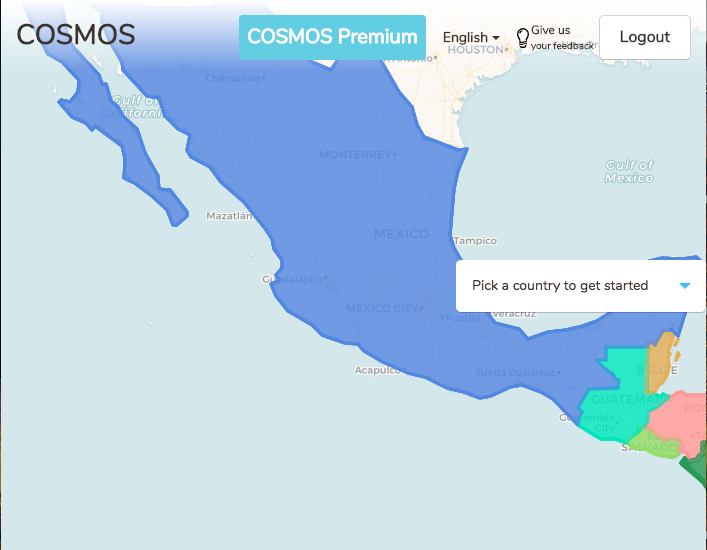 COSMOS
COSMOS Premium
English
Give us
your feedback
Logout
HOUSTON
Chihuahua
Gulf of
California
Gulf of
Mexico
MONTERREY
Mazatlán
MEXICO
Tampico
Guadalajara
Pick a country to get started
MEXICO CITY
Puebla
Veracruz
Acapulco
Tuxtla Gutiérrez
BELIZE
GUATEMALA
Guatemala
City
EL
SALVADOR
HON